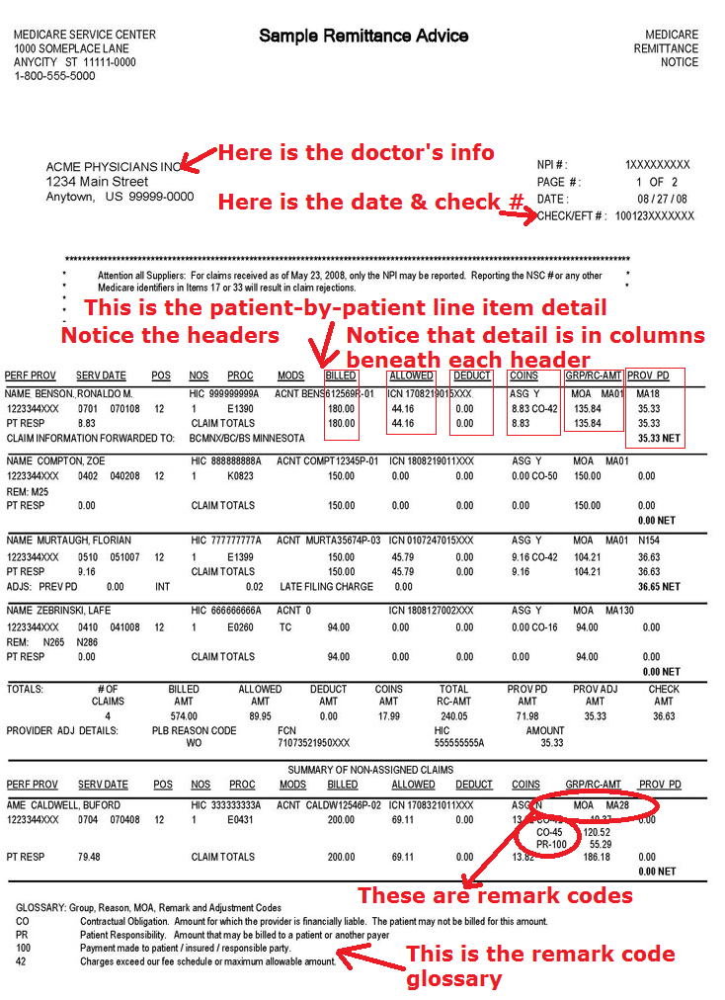 MEDICARE SERVICE CENTER
1000 SOMEPLACE LANE
ANYCITY ST 11111-0000
1-800-555-5000
Sample Remittance Advice
MEDICARE
REMITTANCE
NOTICE
Here is the doctor's info
ACME PHYSICIANS INC
1234 Main Street
Anytown, US 99999-0000
Here is the date & check #
NPI # : 1XXXXXXXXX
PAGE # : 1 OF 2
DATE : 08 / 27 / 08
CHECK/EFT # : 100123XXXXXXX
* Attention all Suppliers: For claims received as of May 23, 2008, only the NPI may be reported. Reporting the NSC # or any other *
* Medicare identifiers in Items 17 or 33 will result in claim rejections. *
This is the patient-by-patient line item detail
Notice the headers
Notice that detail is in columns
beneath each header
PERF PROV SERV DATE POS NOS PROC MODS BILLED ALLOWED DEDUCT COINS GRP/RC-AMT PROV PD
NAME BENSON, RONALDO M. HIC 999999999A ACNT BENS612569R-01 ICN 1708219015XXX ASG Y MOA MA01 MA18
1223344XXX 0701 070108 12 1 E1390 180.00 44.16 0.00 8.83 CO-42 135.84 35.33
PT RESP 8.83 CLAIM TOTALS 180.00 44.16 0.00 8.83 135.84 35.33
CLAIM INFORMATION FORWARDED TO: BCMNX/BC/BS MINNESOTA 35.33 NET
NAME COMPTON, ZOE HIC 888888888A ACNT COMPT12345P-01 ICN 1808219011XXX ASG Y MOA MA01
1223344XXX 0402 040208 12 1 K0823 150.00 0.00 0.00 0.00 CO-50 150.00 0.00
REM: M25
PT RESP 0.00 CLAIM TOTALS 150.00 0.00 0.00 0.00 150.00 0.00
0.00 NET
NAME MURTAUGH, FLORIAN HIC 777777777A ACNT MURTA35674P-03 ICN 0107247015XXX ASG Y MOA MA01 N154
1223344XXX 0510 051007 12 1 E1399 150.00 45.79 0.00 9.16 CO-42 104.21 36.63
PT RESP 9.16 CLAIM TOTALS 150.00 45.79 0.00 9.16 104.21 36.63
ADJS: PREV PD 0.00 INT 0.02 LATE FILING CHARGE 0.00 36.65 NET
NAME ZEBRINSKI, LAFE HIC 666666666A ACNT 0 ICN 1808127002XXX ASG Y MOA MA130
1223344XXX 0410 041008 12 1 E0260 TC 94.00 0.00 0.00 0.00 CO-16 94.00 0.00
REM: N265 N286
PT RESP 0.00 CLAIM TOTALS 94.00 0.00 0.00 0.00 94.00 0.00
0.00 NET
TOTALS: # OF BILLED ALLOWED DEDUCT COINS TOTAL PROV PD PROV ADJ CHECK
CLAIMS AMT AMT AMT AMT RC-AMT AMT AMT AMT
4 574.00 89.95 0.00 17.99 240.05 71.98 35.33 36.63
PROVIDER ADJ DETAILS: PLB REASON CODE FCN HIC AMOUNT
WO 71073521950XXX 555555555A 35.33
SUMMARY OF NON-ASSIGNED CLAIMS
PERF PROV SERV DATE POS NOS PROC MODS BILLED ALLOWED DEDUCT COINS GRP/RC-AMT PROV PD
AME CALDWELL, BUFORD HIC 333333333A ACNT CALDW12546P-02 ICN 1708321011XXX ASG N MOA MA28
1223344XXX 0704 070408 12 1 E0431 200.00 69.11 0.00 0.00
CO-45 120.52
PR-100 55.29
PT RESP 79.48 CLAIM TOTALS 200.00 69.11 0.00 13.82 186.18 0.00
0.00 NET
These are remark codes
GLOSSARY: Group, Reason, MOA, Remark and Adjustment Codes
CO Contractual Obligation. Amount for which the provider is financially liable. The patient may not be billed for this amount.
PR Patient Responsibility. Amount that may be billed to a patient or another payer
100 Payment made to patient / insured / responsible party.
42 Charges exceed our fee schedule or maximum allowable amount.
This is the remark code
glossary